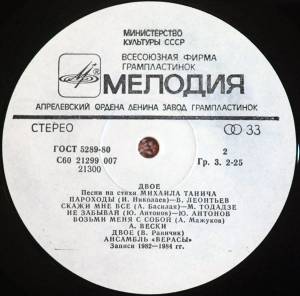 МИНИСТЕРСТВО
КУЛЬТУРЫ СССР
ВСЕСОЮЗНАЯ ФИРМА
ГРАМПЛАСТИНОК
МЕЛОДИЯ
АПРЕЛЕВСКИЙ ОРДЕНА ЛЕНИНА ЗАВОД ГРАМПЛАСТИНОК
СТЕРЕО 33
ГОСТ 5289-80 2
С60 21299 007 Гр. 3. 2-25
21300
ДВОЕ
Песни на стихи МИХАИЛА ТАНИЧА
ПАРОХОДЫ (И. Николаев)—В. ЛЕОНТЬЕВ
СКАЖИ МНЕ ВСЕ (А. Басилая)—М. ТОДАДЗЕ
НЕ ЗАБЫВАЙ (Ю. Антонов)—Ю. АНТОНОВ
ВОЗЬМИ МЕНЯ С СОБОЙ (А. Мажуков)
А. ВЕСКИ
ДВОЕ (В. Раинчик)
АНСАМБЛЬ «ВЕРАСЫ»
Записи 1982—1984 гг.